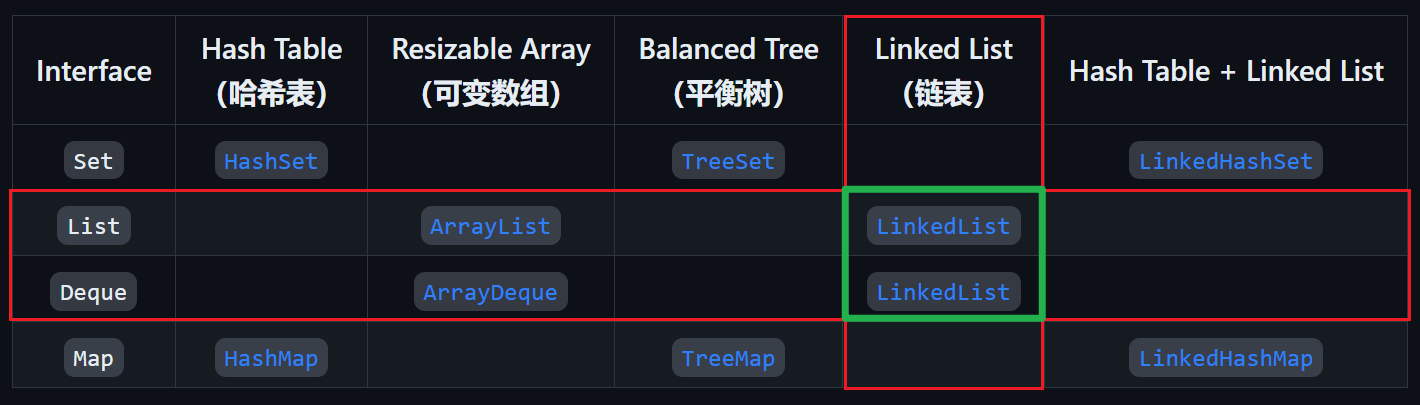 Interface
Hash Table
（哈希表）
Resizable Array
（可变数组）
Balanced Tree
（平衡树）
Linked List
（链表）
Hash Table + Linked List
Set
HashSet
TreeSet
LinkedHashSet
List
ArrayList
LinkedList
Deque
ArrayDeque
LinkedList
Map
HashMap
TreeMap
LinkedHashMap